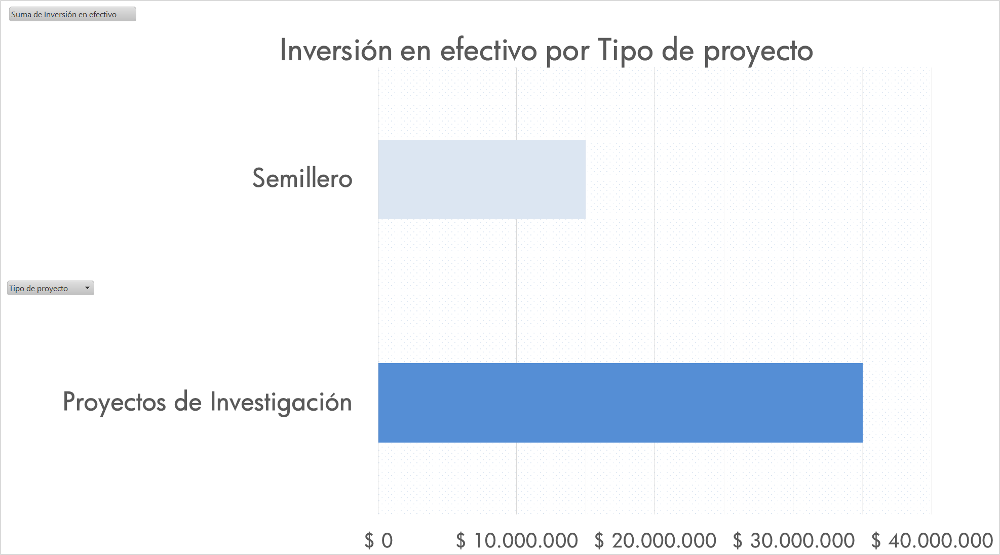 Suma de Inversión en efectivo
Inversión en efectivo por Tipo de proyecto
Semillero
Tipo de proyecto
Proyectos de Investigación
$ 0 $ 10.000.000 $ 20.000.000 $ 30.000.000 $ 40.000.000